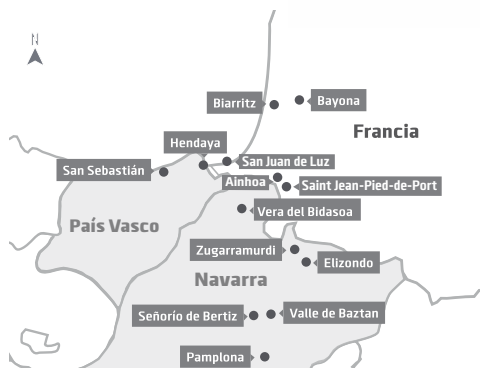 N
Biarritz
Bayona
Francia
Hendaya
San Juan de Luz
San Sebastián
Ainhoa
Saint Jean-Pied-de-Port
Vera del Bidasoa
País Vasco
Zugarramurdi
Elizondo
Navarra
Señorío de Bertiz
Valle de Baztan
Pamplona